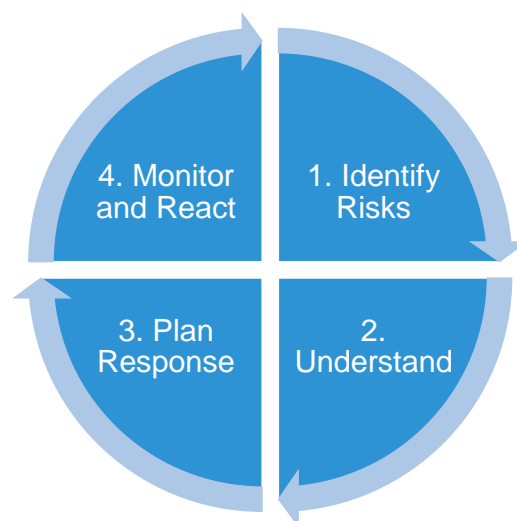 1. Identify
Risks
2.
Understand
3. Plan
Response
4. Monitor
and React